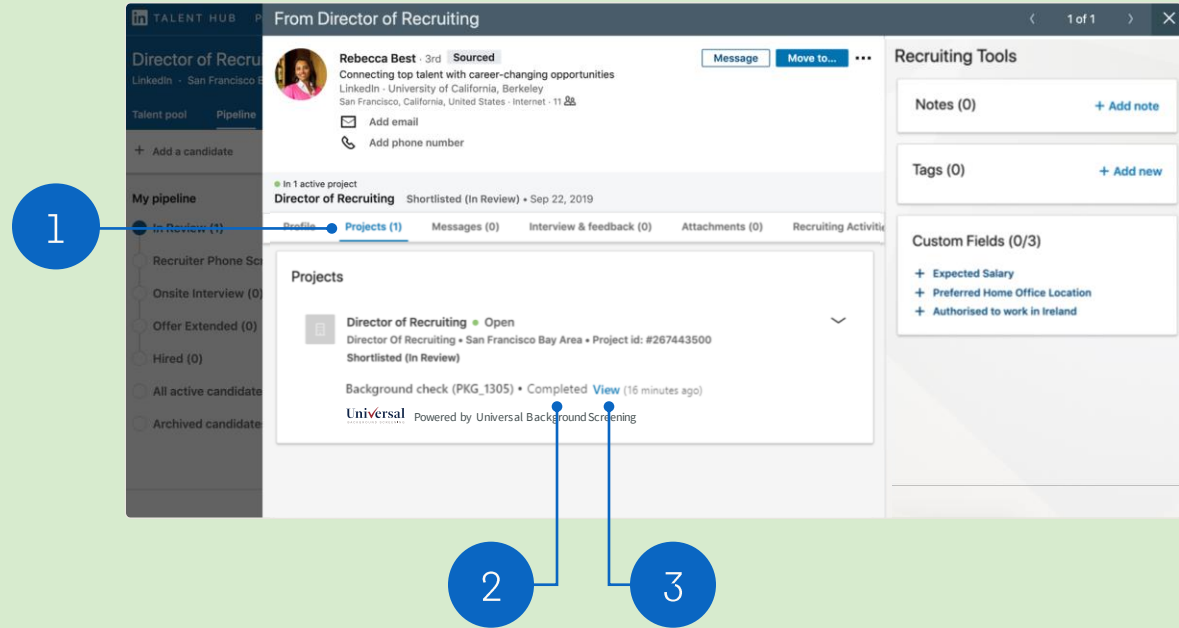 in TALENT HUB P
From Director of Recruiting
1 of 1
Director of Recrui
LinkedIn · San Francisco B
Talent pool Pipeline
+ Add a candidate
My pipeline
In Review (1)
Recruiter Phone Scr
Onsite Interview (0)
Offer Extended (0)
Hired (0)
All active candidate
Archived candidate
Rebecca Best · 3rd Sourced
Message Move to... •••
Connecting top talent with career-changing opportunities
LinkedIn · University of California, Berkeley
San Francisco, California, United States · Internet · 11
Add email
Add phone number
In 1 active project
Director of Recruiting Shortlisted (In Review) • Sep 22, 2019
Profile Projects (1) Messages (0) Interview & feedback (0) Attachments (0) Recruiting Activitie
Projects
Director of Recruiting • Open
Director Of Recruiting • San Francisco Bay Area • Project id: #267443500
Shortlisted (In Review)
Background check (PKG_1305) • Completed View (16 minutes ago)
Universal Powered by Universal Background Screening
Recruiting Tools
Notes (0) + Add note
Tags (0) + Add new
Custom Fields (0/3)
+ Expected Salary
+ Preferred Home Office Location
+ Authorised to work in Ireland
1
2
3